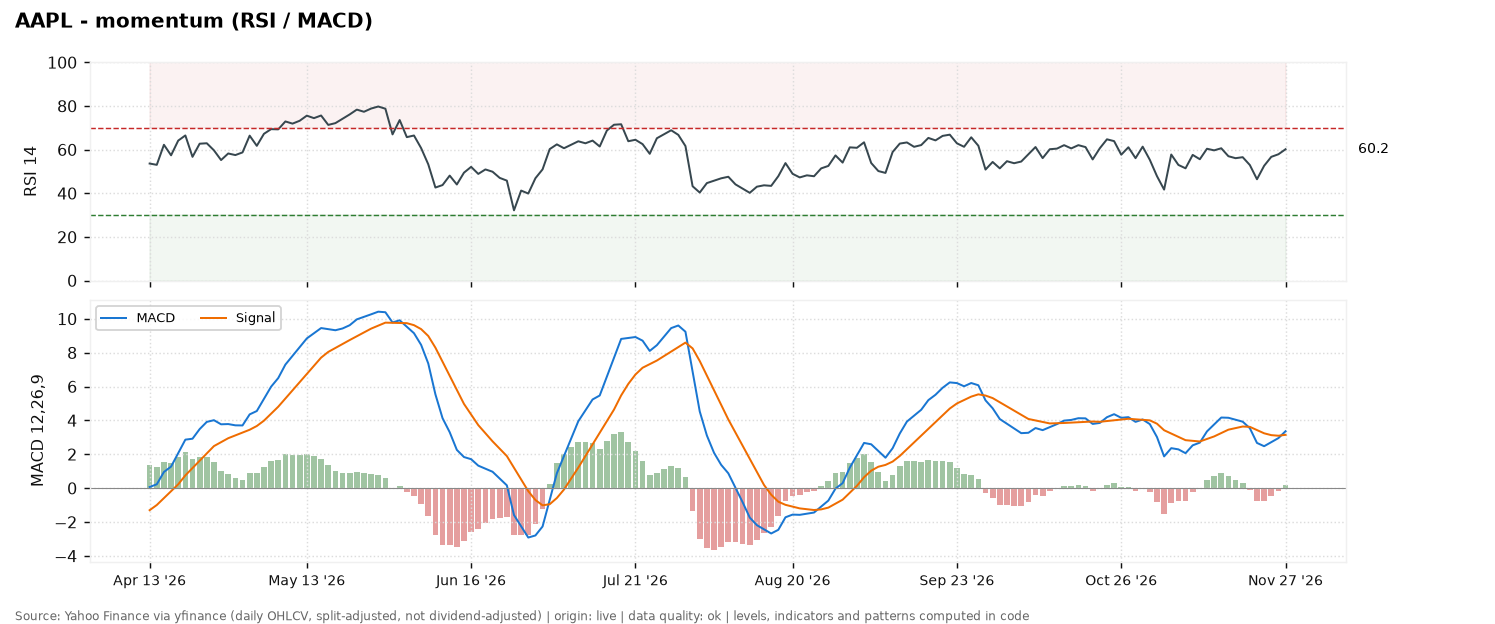 AAPL - momentum (RSI / MACD)
100
80
60
40
20
0
RSI 14
60.2
MACD
Signal
10
8
6
4
2
0
−2
−4
MACD 12,26,9
Apr 13 '26
May 13 '26
Jun 16 '26
Jul 21 '26
Aug 20 '26
Sep 23 '26
Oct 26 '26
Nov 27 '26
Source: Yahoo Finance via yfinance (daily OHLCV, split-adjusted, not dividend-adjusted) | origin: live | data quality: ok | levels, indicators and patterns computed in code